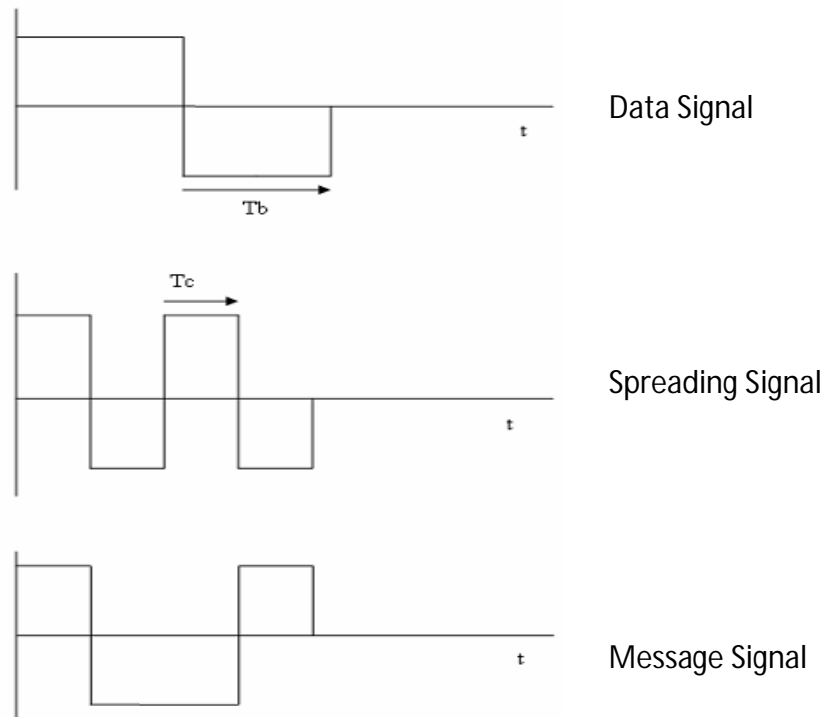 Data Signal
t
Tb
Tc
Spreading Signal
t
t
Message Signal